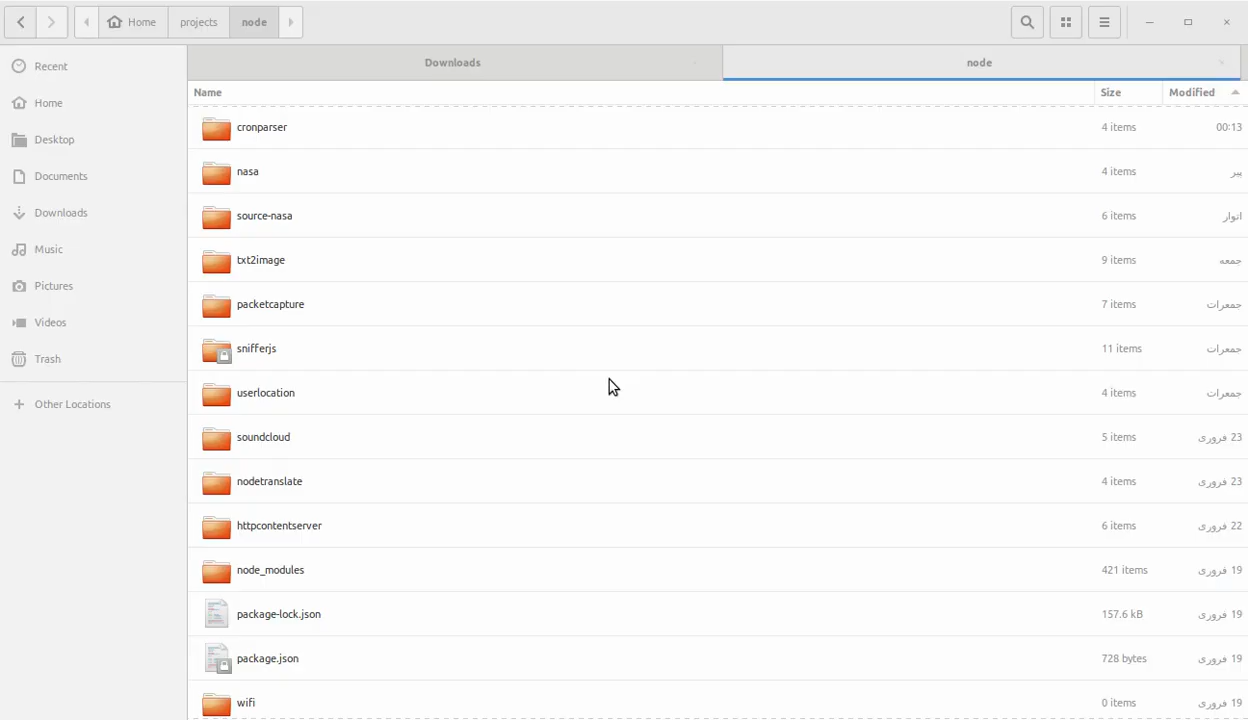 Home projects node
Recent
Home
Desktop
Documents
Downloads
Music
Pictures
Videos
Trash
Other Locations
Downloads node
Name Size Modified
cronparser 4 items 00:13
nasa 4 items پیر
source-nasa 6 items اتوار
txt2image 9 items جمعه
packetcapture 7 items جمعرات
snifferjs 11 items جمعرات
userlocation 4 items جمعرات
soundcloud 5 items 23 فروری
nodetranslate 4 items 23 فروری
httpcontentserver 6 items 22 فروری
node_modules 421 items 19 فروری
package-lock.json 157.6 kB 19 فروری
package.json 728 bytes 19 فروری
wifi 0 items 19 فروری